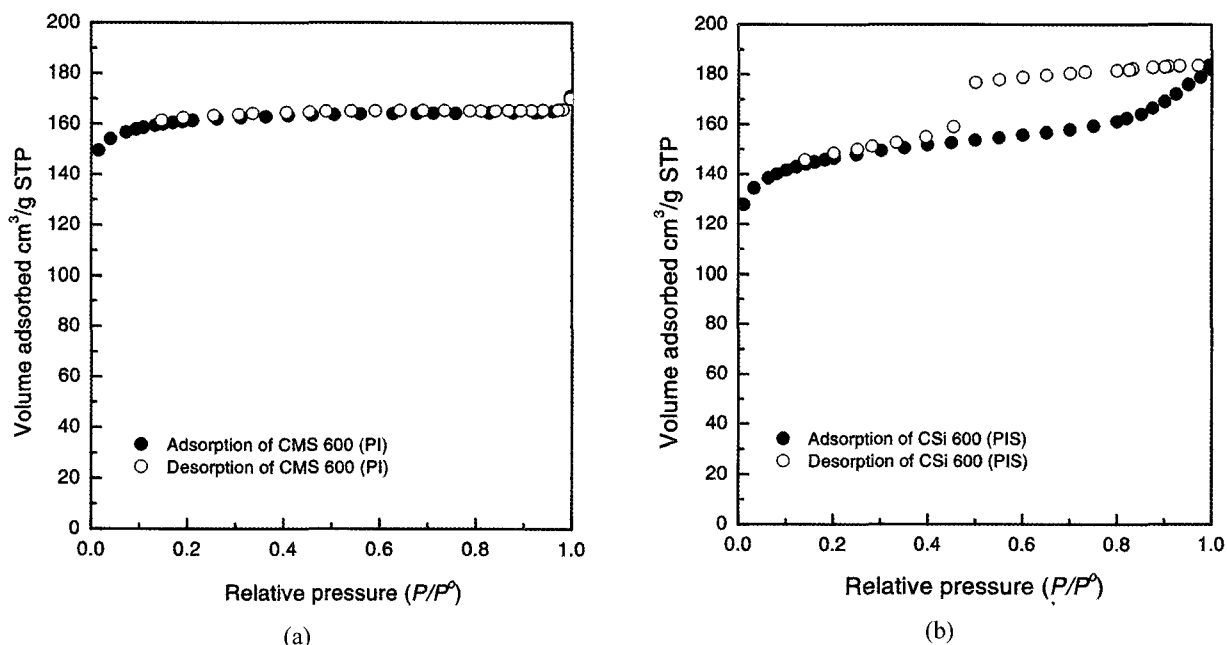 200
180
160
140
120
100
80
60
40
20
0
Volume adsorbed cm³/g STP
● Adsorption of CMS 600 (PI)
○ Desorption of CMS 600 (PI)
0.0 0.2 0.4 0.6 0.8 1.0
Relative pressure (P/P⁰)
(a)
200
180
160
140
120
100
80
60
40
20
0
Volume adsorbed cm³/g STP
● Adsorption of CSi 600 (PIS)
○ Desorption of CSi 600 (PIS)
0.0 0.2 0.4 0.6 0.8 1.0
Relative pressure (P/P⁰)
(b)